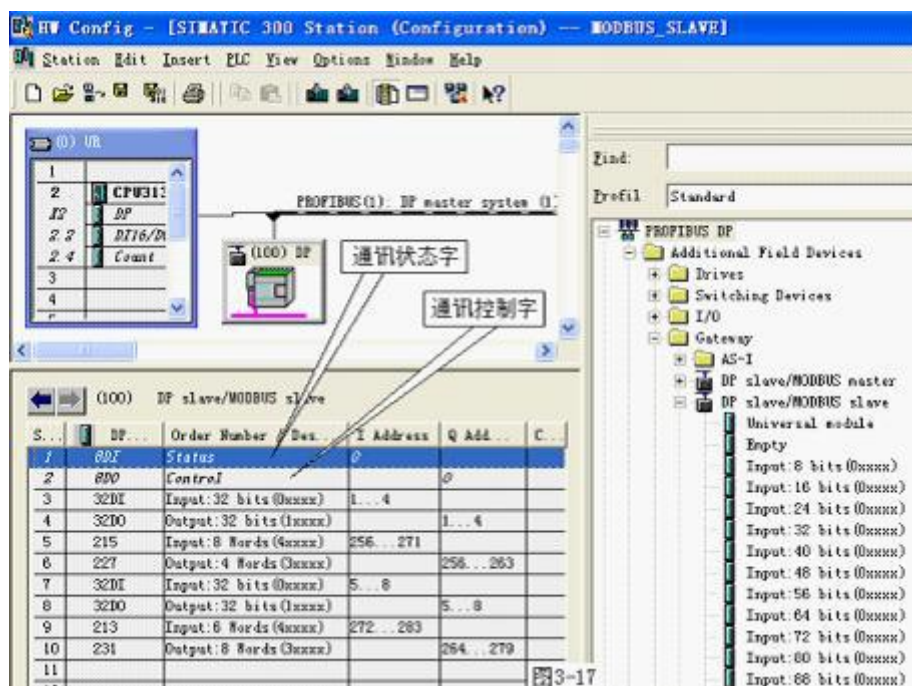 HW Config - [SIMATIC 300 Station (Configuration) -- MODBUS_SLAVE]
Station Edit Insert PLC View Options Window Help
(0) UR
1
2 CPU313
X2 DP
2.2 DI16/D
2.4 Count
3
4
PROFIBUS(1): DP master system (1)
(100) DP
通讯状态字
通讯控制字
Find:
Profil Standard
PROFIBUS DP
Additional Field Devices
Drives
Switching Devices
I/O
Gateway
AS-I
DP slave/MODBUS master
DP slave/MODBUS slave
Universal module
Empty
Input:8 bits(0xxxx)
Input:16 bits(0xxxx)
Input:24 bits(0xxxx)
Input:32 bits(0xxxx)
Input:40 bits(0xxxx)
Input:48 bits(0xxxx)
Input:56 bits(0xxxx)
Input:64 bits(0xxxx)
Input:72 bits(0xxxx)
Input:80 bits(0xxxx)
Input:88 bits(0xxxx)
(100) DP slave/MODBUS slave
S... DP... Order Number / Des... I Address Q Add... C...
1 8DI Status 0
2 8DO Control 0
3 32DI Input:32 bits(0xxxx) 1...4
4 32DO Output:32 bits(1xxxx) 1...4
5 215 Input:8 Words(4xxxx) 256...271
6 227 Output:4 Words(3xxxx) 256...263
7 32DI Input:32 bits(0xxxx) 5...8
8 32DO Output:32 bits(1xxxx) 5...8
9 213 Input:6 Words(4xxxx) 272...283
10 231 Output:8 Words(3xxxx) 264...279
11
图3-17